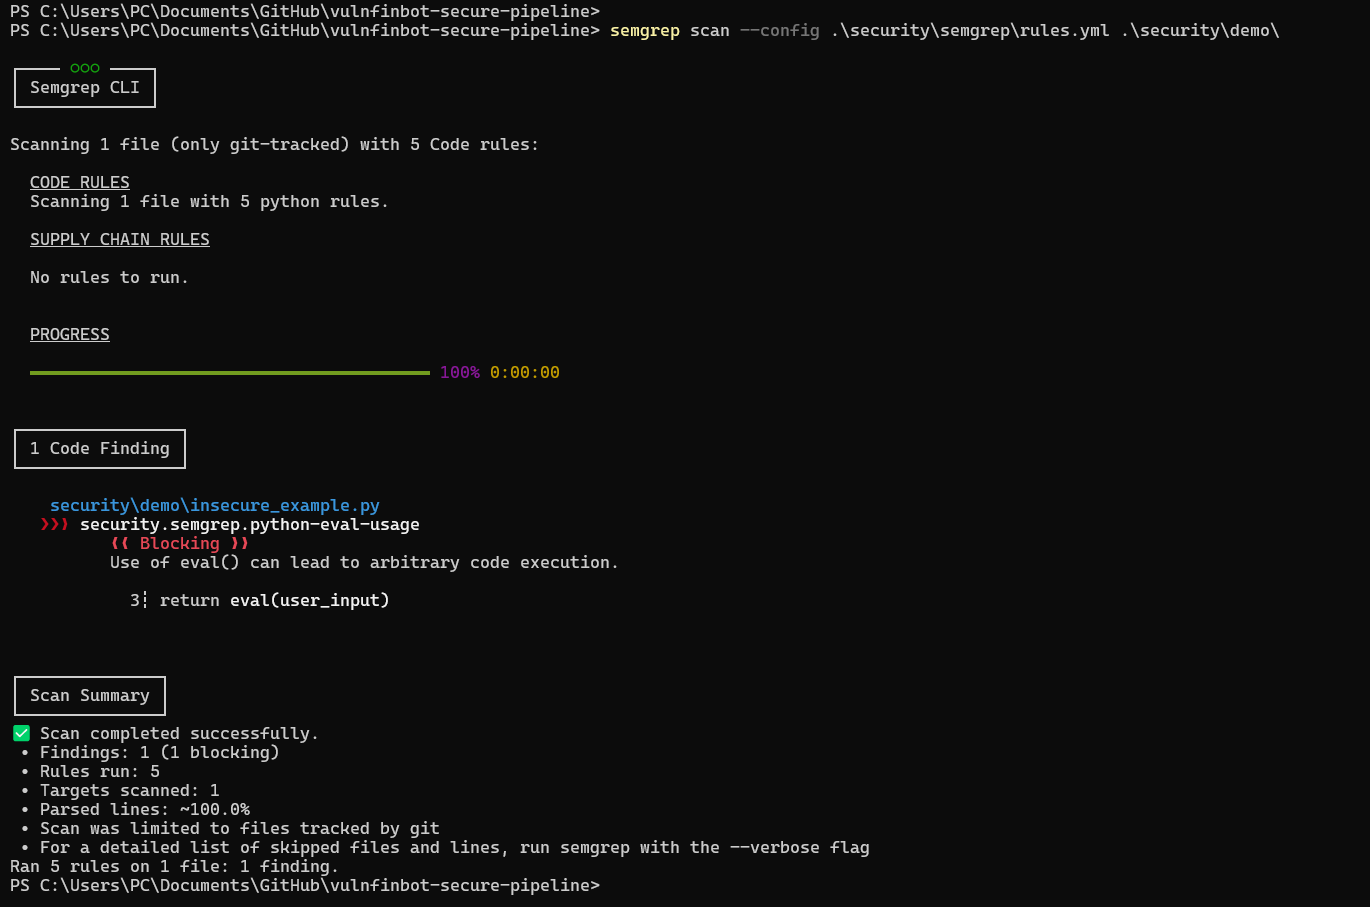 PS C:\Users\PC\Documents\GitHub\vulnfinbot-secure-pipeline>
PS C:\Users\PC\Documents\GitHub\vulnfinbot-secure-pipeline> semgrep scan --config .\security\semgrep\rules.yml .\security\demo\
○○○
Semgrep CLI
Scanning 1 file (only git-tracked) with 5 Code rules:
CODE RULES
Scanning 1 file with 5 python rules.
SUPPLY CHAIN RULES
No rules to run.
PROGRESS
100% 0:00:00
1 Code Finding
security\demo\insecure_example.py
❯❯❱ security.semgrep.python-eval-usage
❰❰ Blocking ❱❱
Use of eval() can lead to arbitrary code execution.
3┆ return eval(user_input)
Scan Summary
✅ Scan completed successfully.
• Findings: 1 (1 blocking)
• Rules run: 5
• Targets scanned: 1
• Parsed lines: ~100.0%
• Scan was limited to files tracked by git
• For a detailed list of skipped files and lines, run semgrep with the --verbose flag
Ran 5 rules on 1 file: 1 finding.
PS C:\Users\PC\Documents\GitHub\vulnfinbot-secure-pipeline>